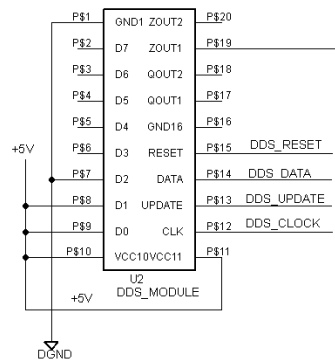 P$1 GND1 ZOUT2 P$20
P$2 D7 ZOUT1 P$19
P$3 D6 QOUT2 P$18
P$4 D5 QOUT1 P$17
P$5 D4 GND16 P$16
+5V P$6 D3 RESET P$15 DDS_RESET
P$7 D2 DATA P$14 DDS_DATA
P$8 D1 UPDATE P$13 DDS_UPDATE
P$9 D0 CLK P$12 DDS_CLOCK
P$10 VCC10VCC11 P$11
U2
+5V DDS_MODULE
DGND